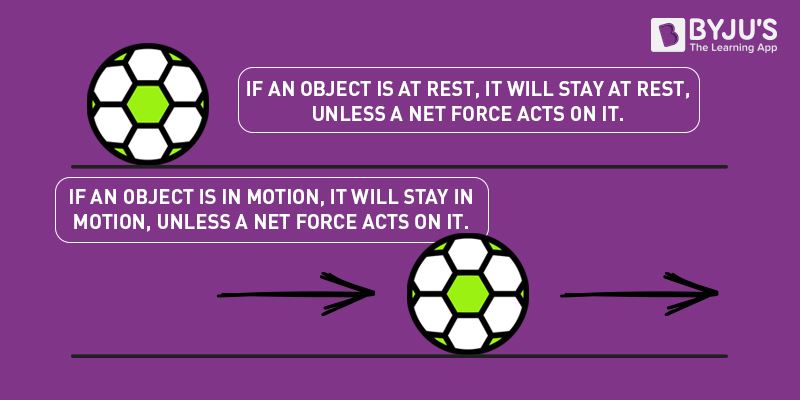 BYJU'S
The Learning App
IF AN OBJECT IS AT REST, IT WILL STAY AT REST,
UNLESS A NET FORCE ACTS ON IT.
IF AN OBJECT IS IN MOTION, IT WILL STAY IN
MOTION, UNLESS A NET FORCE ACTS ON IT.